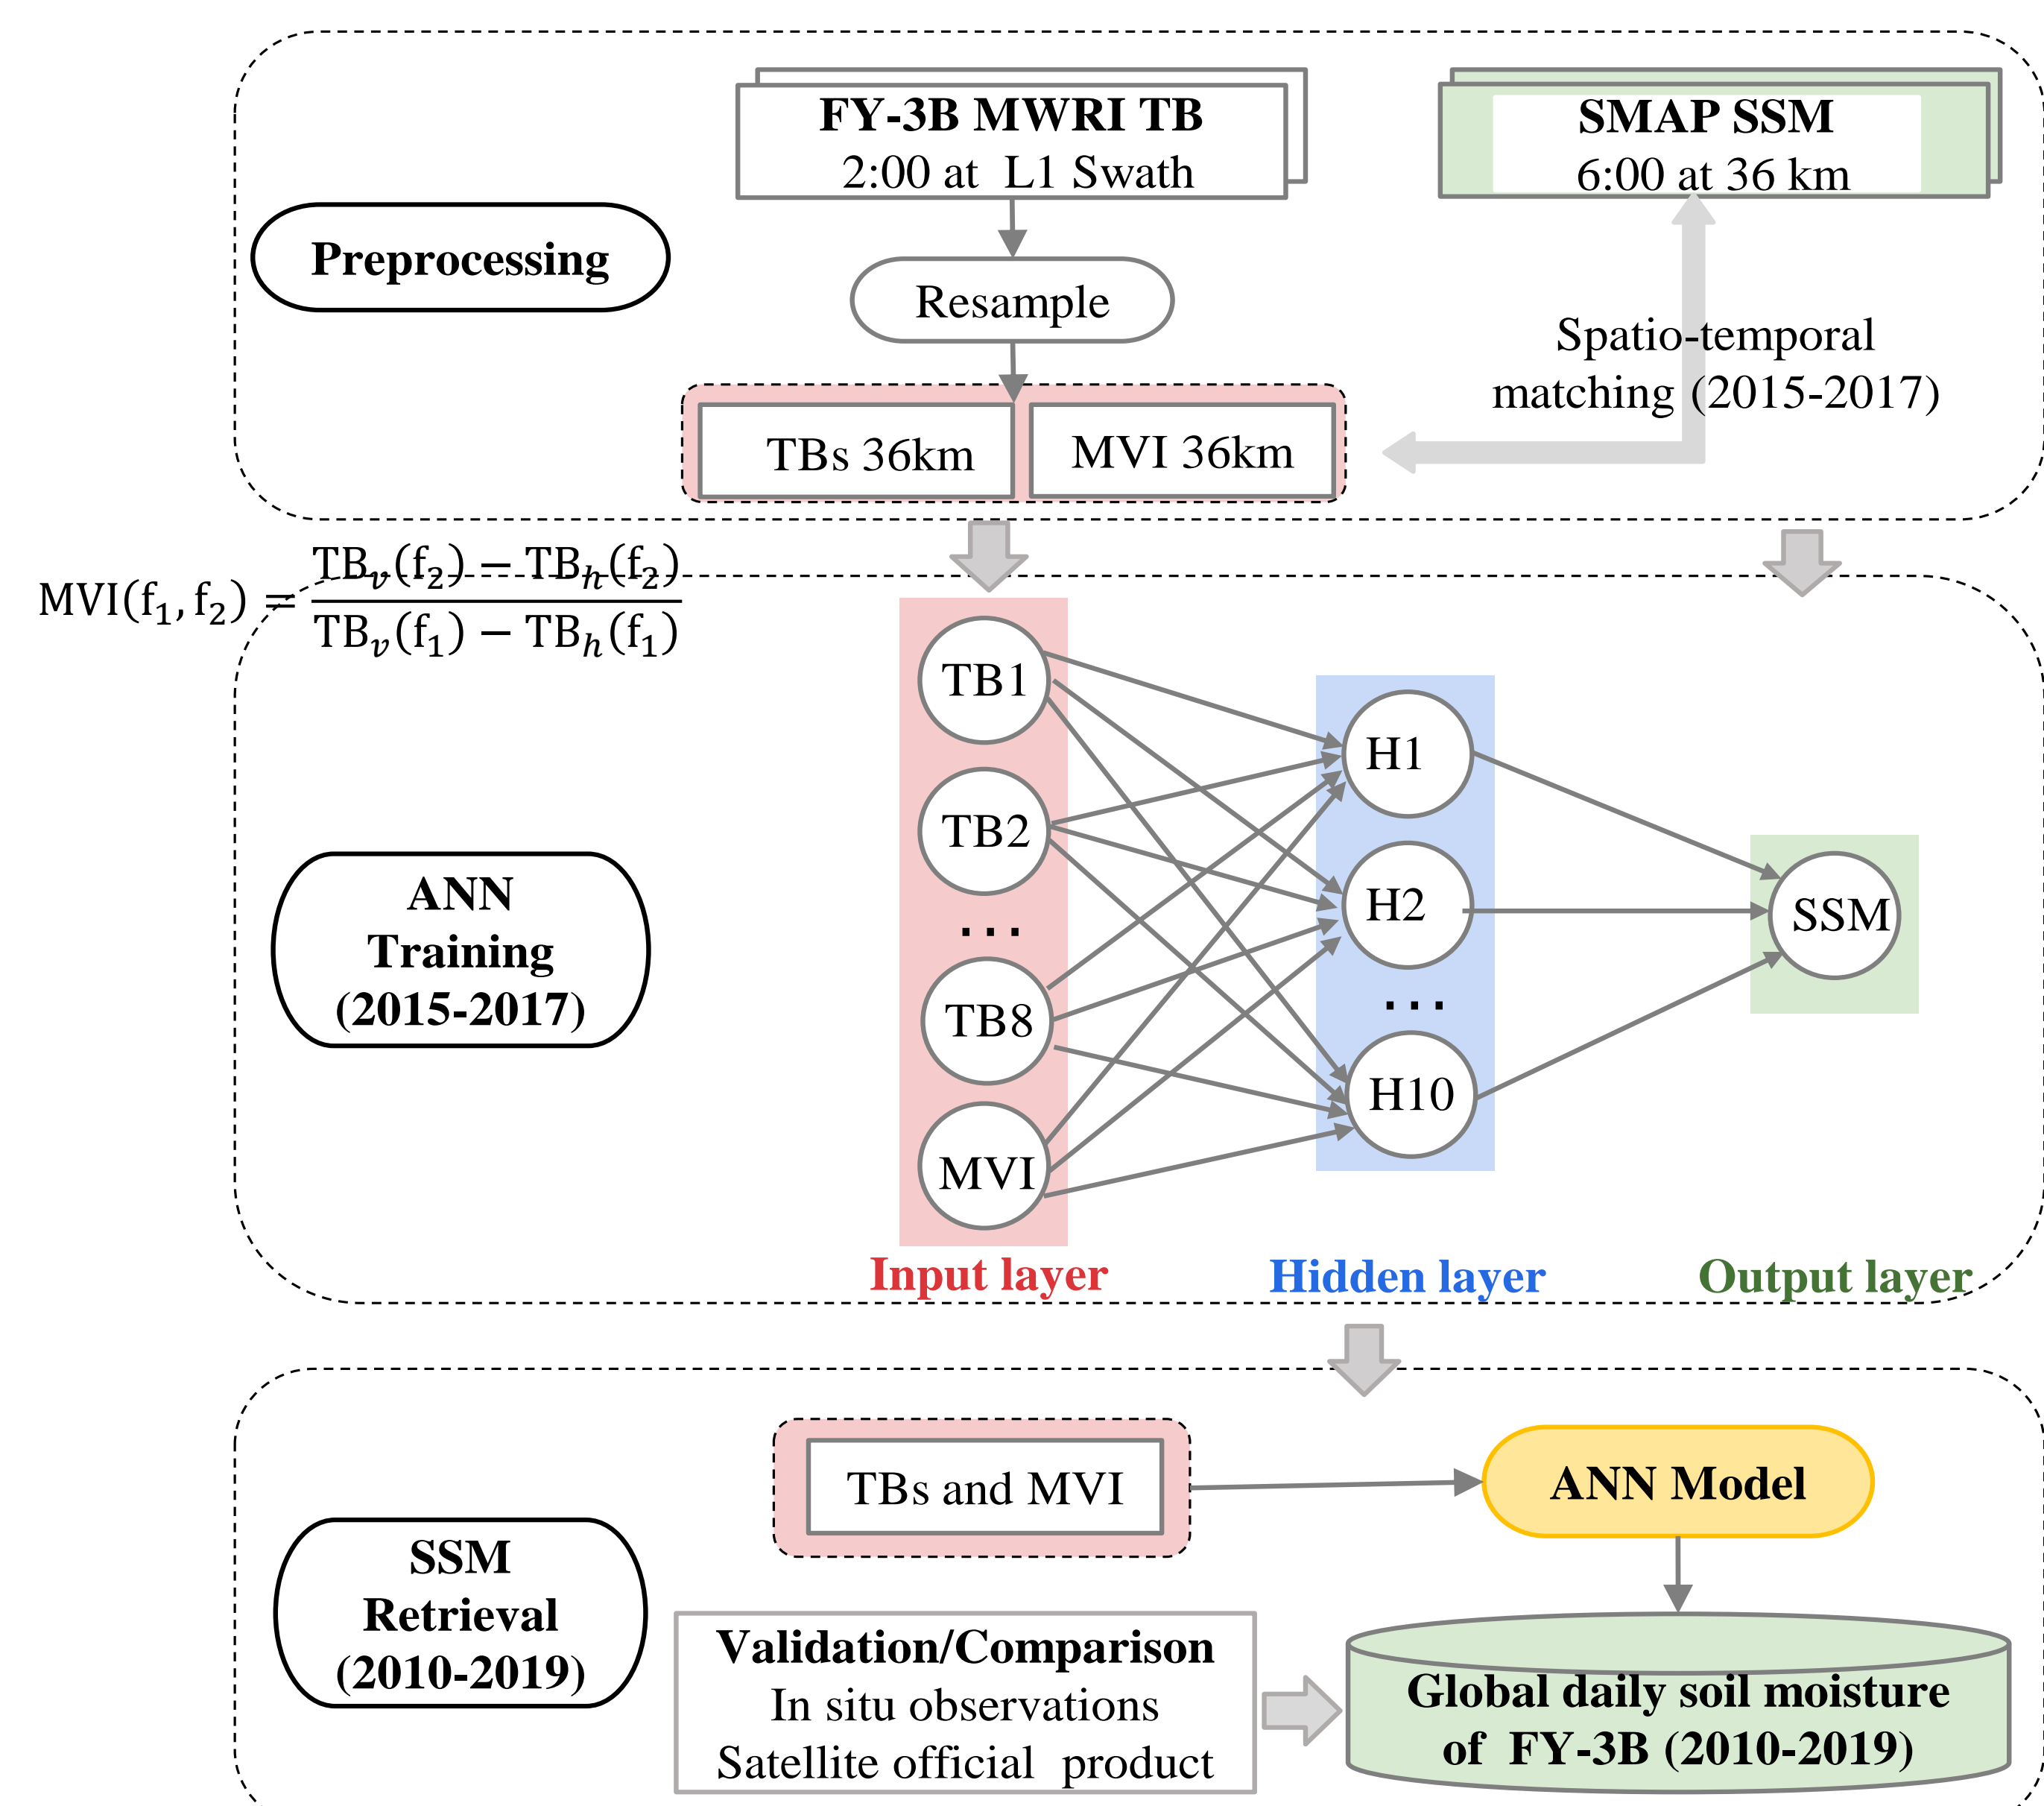 FY-3B MWRI TB
2:00 at L1 Swath
SMAP SSM
6:00 at 36 km
Preprocessing
Resample
Spatio-temporal
matching (2015-2017)
TBs 36km
MVI 36km
MVI(f₁,f₂) = (TBᵥ(f₂) − TBₕ(f₂)) / (TBᵥ(f₁) − TBₕ(f₁))
TB1
TB2
...
TB8
MVI
H1
H2
...
H10
SSM
ANN
Training
(2015-2017)
Input layer
Hidden layer
Output layer
TBs and MVI
ANN Model
SSM
Retrieval
(2010-2019)
Validation/Comparison
In situ observations
Satellite official product
Global daily soil moisture
of FY-3B (2010-2019)